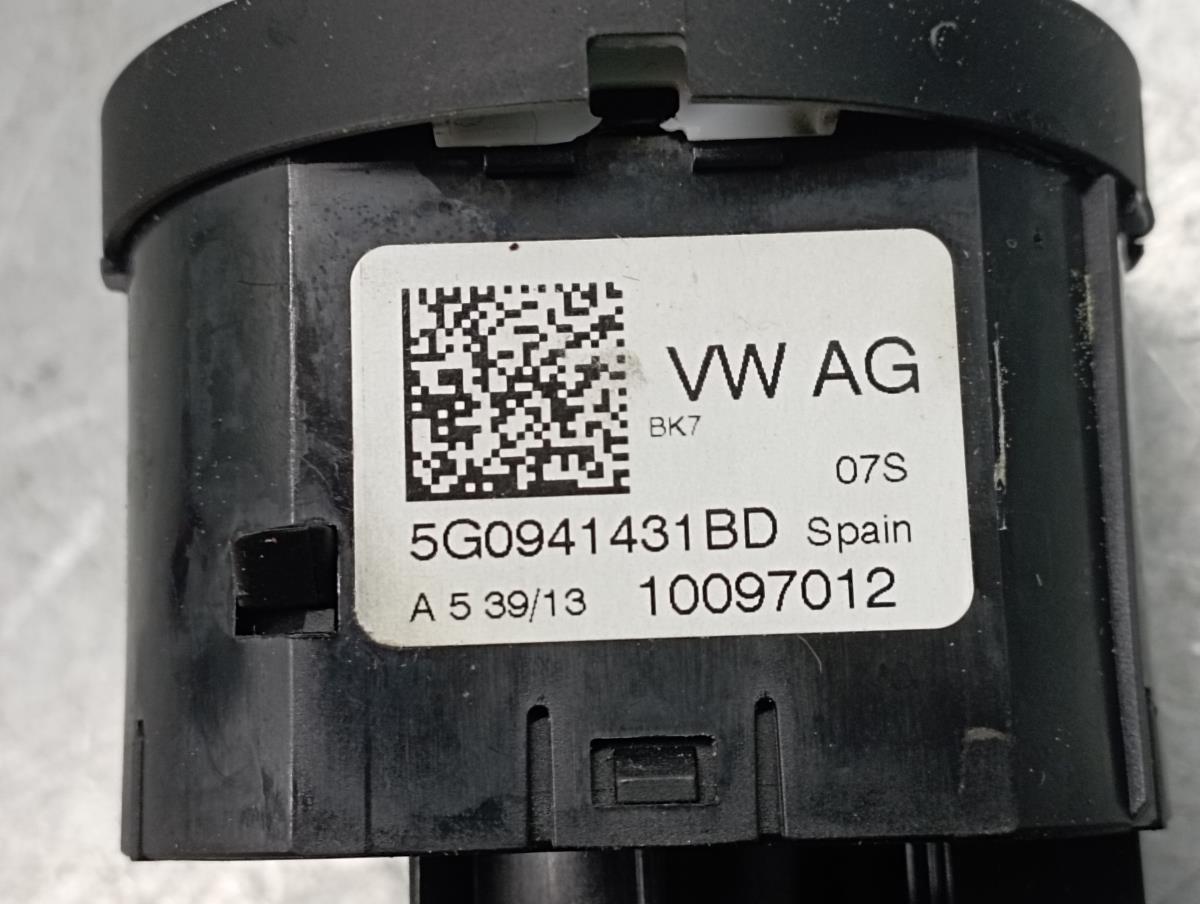 VW AG
BK7
07S
5G0941431BD Spain
A 5 39/13 10097012